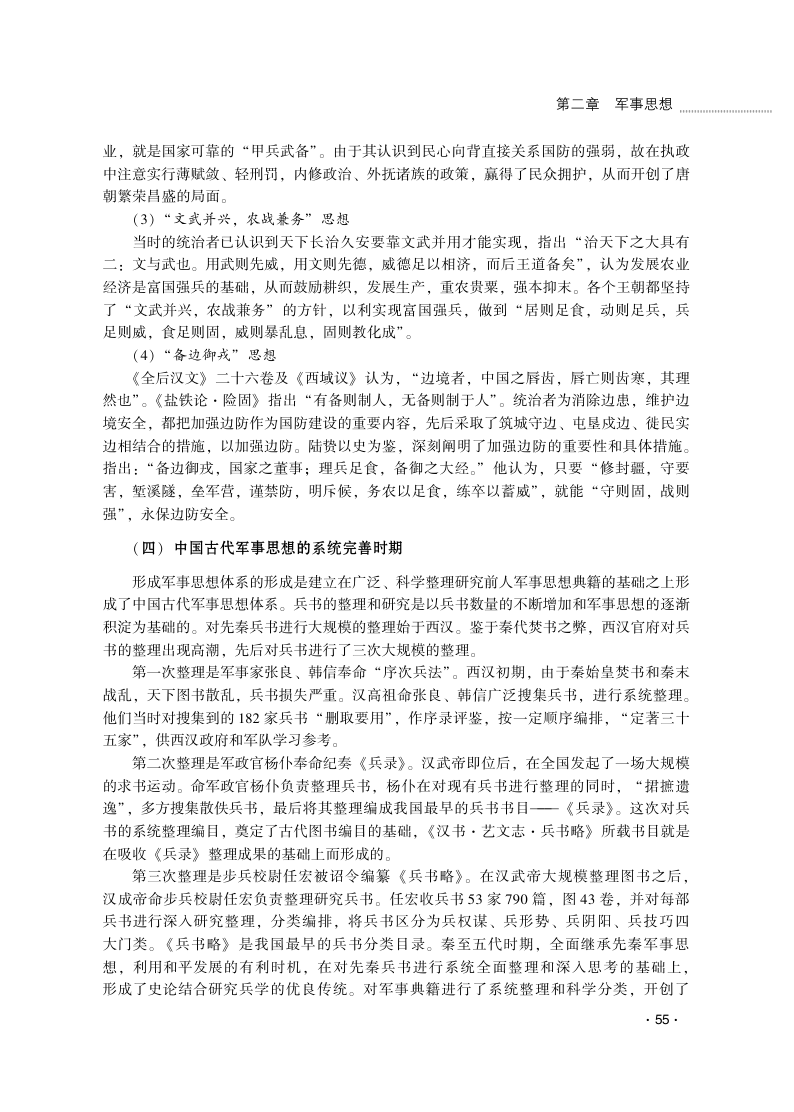 第二章　军事思想
业，就是国家可靠的“甲兵武备”。由于其认识到民心向背直接关系国防的强弱，故在执政
中注意实行薄赋敛、轻刑罚，内修政治、外抚诸族的政策，赢得了民众拥护，从而开创了唐
朝繁荣昌盛的局面。
（3）“文武并兴，农战兼务”思想
当时的统治者已认识到天下长治久安要靠文武并用才能实现，指出“治天下之大具有
二：文与武也。用武则先威，用文则先德，威德足以相济，而后王道备矣”，认为发展农业
经济是富国强兵的基础，从而鼓励耕织，发展生产，重农贵粟，强本抑末。各个王朝都坚持
了“文武并兴，农战兼务”的方针，以利实现富国强兵，做到“居则足食，动则足兵，兵
足则威，食足则固，威则暴乱息，固则教化成”。
（4）“备边御戎”思想
《全后汉文》二十六卷及《西域议》认为，“边境者，中国之唇齿，唇亡则齿寒，其理
然也”。《盐铁论·险固》指出“有备则制人，无备则制于人”。统治者为消除边患，维护边
境安全，都把加强边防作为国防建设的重要内容，先后采取了筑城守边、屯垦戍边、徙民实
边相结合的措施，以加强边防。陆贽以史为鉴，深刻阐明了加强边防的重要性和具体措施。
指出：“备边御戎，国家之董事；理兵足食，备御之大经。”他认为，只要“修封疆，守要
害，堑溪隧，垒军营，谨禁防，明斥候，务农以足食，练卒以蓄威”，就能“守则固，战则
强”，永保边防安全。
（四）中国古代军事思想的系统完善时期
形成军事思想体系的形成是建立在广泛、科学整理研究前人军事思想典籍的基础之上形
成了中国古代军事思想体系。兵书的整理和研究是以兵书数量的不断增加和军事思想的逐渐
积淀为基础的。对先秦兵书进行大规模的整理始于西汉。鉴于秦代焚书之弊，西汉官府对兵
书的整理出现高潮，先后对兵书进行了三次大规模的整理。
第一次整理是军事家张良、韩信奉命“序次兵法”。西汉初期，由于秦始皇焚书和秦末
战乱，天下图书散乱，兵书损失严重。汉高祖命张良、韩信广泛搜集兵书，进行系统整理。
他们当时对搜集到的 182 家兵书“删取要用”，作序录评鉴，按一定顺序编排，“定著三十
五家”，供西汉政府和军队学习参考。
第二次整理是军政官杨仆奉命纪奏《兵录》。汉武帝即位后，在全国发起了一场大规模
的求书运动。命军政官杨仆负责整理兵书，杨仆在对现有兵书进行整理的同时，“捃摭遗
逸”，多方搜集散佚兵书，最后将其整理编成我国最早的兵书书目——《兵录》。这次对兵
书的系统整理编目，奠定了古代图书编目的基础，《汉书·艺文志·兵书略》所载书目就是
在吸收《兵录》整理成果的基础上而形成的。
第三次整理是步兵校尉任宏被诏令编纂《兵书略》。在汉武帝大规模整理图书之后，
汉成帝命步兵校尉任宏负责整理研究兵书。任宏收兵书 53 家 790 篇，图 43 卷，并对每部
兵书进行深入研究整理，分类编排，将兵书区分为兵权谋、兵形势、兵阴阳、兵技巧四
大门类。《兵书略》是我国最早的兵书分类目录。秦至五代时期，全面继承先秦军事思
想，利用和平发展的有利时机，在对先秦兵书进行系统全面整理和深入思考的基础上，
形成了史论结合研究兵学的优良传统。对军事典籍进行了系统整理和科学分类，开创了
· 55 ·